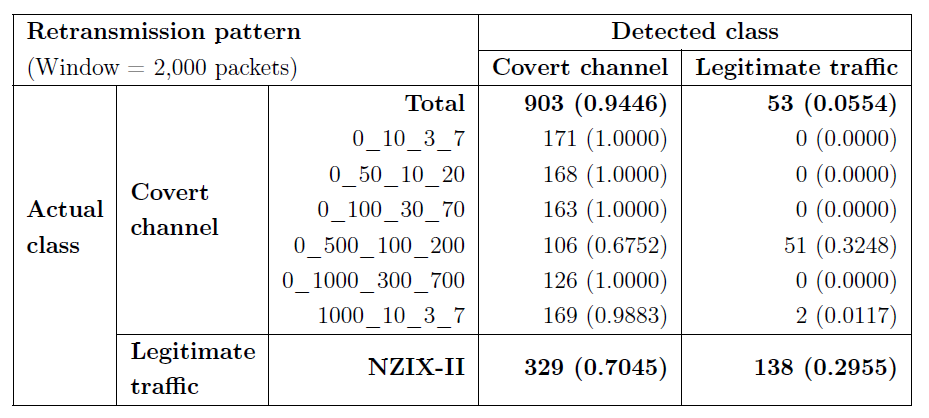 Retransmission pattern Detected class
(Window = 2,000 packets) Covert channel Legitimate traffic
Total 903 (0.9446) 53 (0.0554)
0_10_3_7 171 (1.0000) 0 (0.0000)
0_50_10_20 168 (1.0000) 0 (0.0000)
Covert
channel
0_100_30_70 163 (1.0000) 0 (0.0000)
Actual
class
0_500_100_200 106 (0.6752) 51 (0.3248)
0_1000_300_700 126 (1.0000) 0 (0.0000)
1000_10_3_7 169 (0.9883) 2 (0.0117)
Legitimate
traffic
NZIX-II 329 (0.7045) 138 (0.2955)